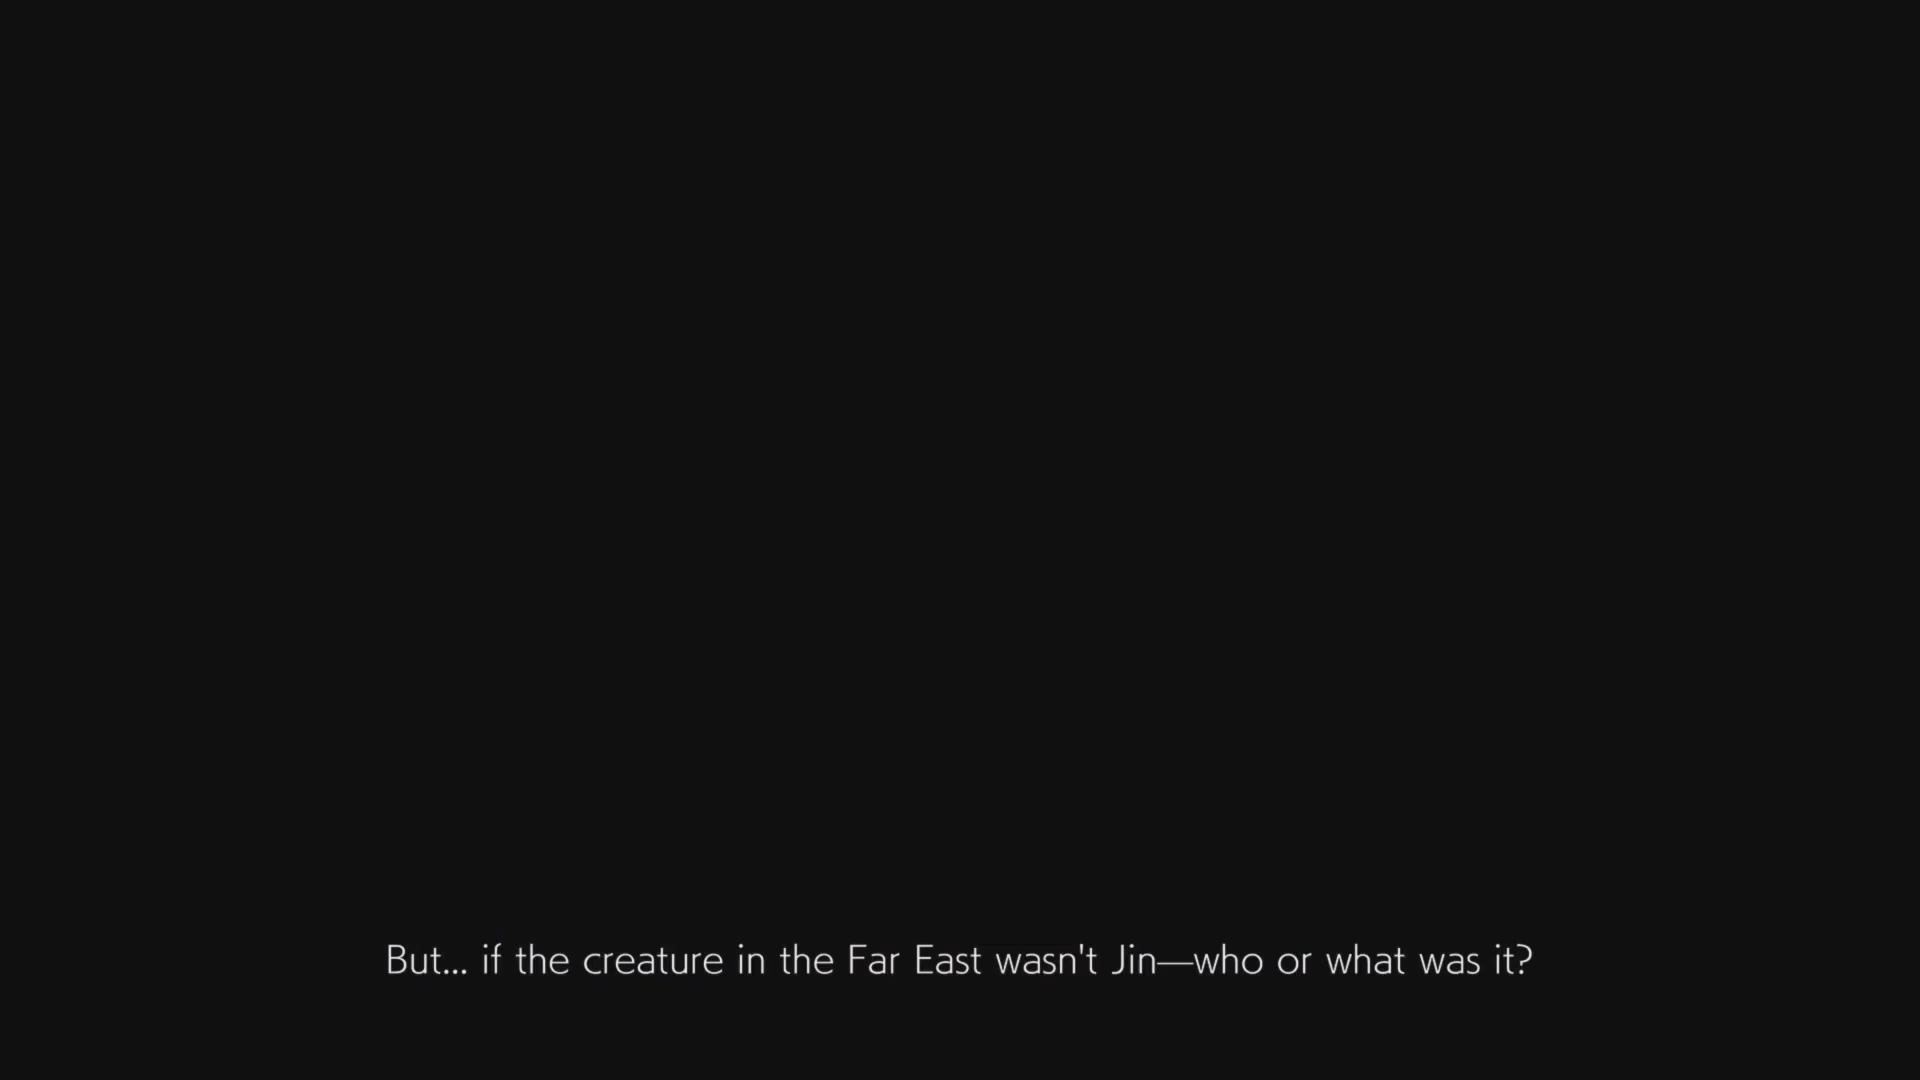 But... if the creature in the Far East wasn't Jin—who or what was it?